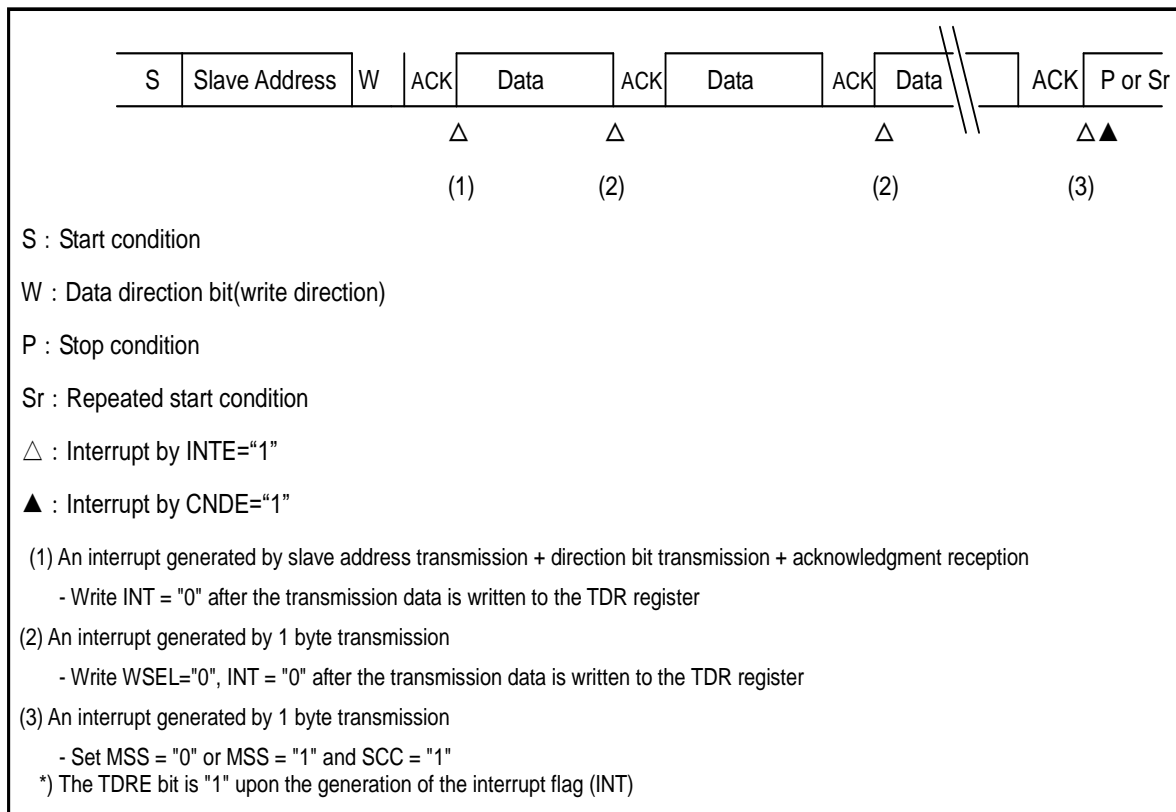 S Slave Address W ACK Data ACK Data ACK Data ACK P or Sr
△ △ △ △▲
(1) (2) (2) (3)
S : Start condition
W : Data direction bit(write direction)
P : Stop condition
Sr : Repeated start condition
△ : Interrupt by INTE=“1”
▲ : Interrupt by CNDE=“1”
(1) An interrupt generated by slave address transmission + direction bit transmission + acknowledgment reception
- Write INT = "0" after the transmission data is written to the TDR register
(2) An interrupt generated by 1 byte transmission
- Write WSEL="0", INT = "0" after the transmission data is written to the TDR register
(3) An interrupt generated by 1 byte transmission
- Set MSS = "0" or MSS = "1" and SCC = "1"
*) The TDRE bit is "1" upon the generation of the interrupt flag (INT)